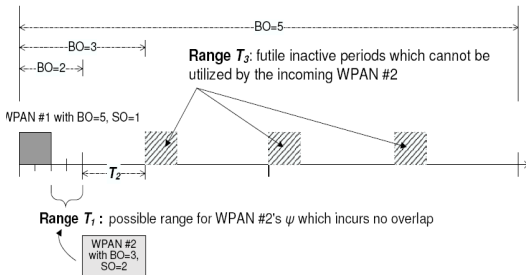 BO=5
BO=3
BO=2
Range T3: futile inactive periods which cannot be
utilized by the incoming WPAN #2
WPAN #1 with BO=5, SO=1
T2
Range T1 : possible range for WPAN #2's ψ which incurs no overlap
WPAN #2
with BO=3,
SO=2